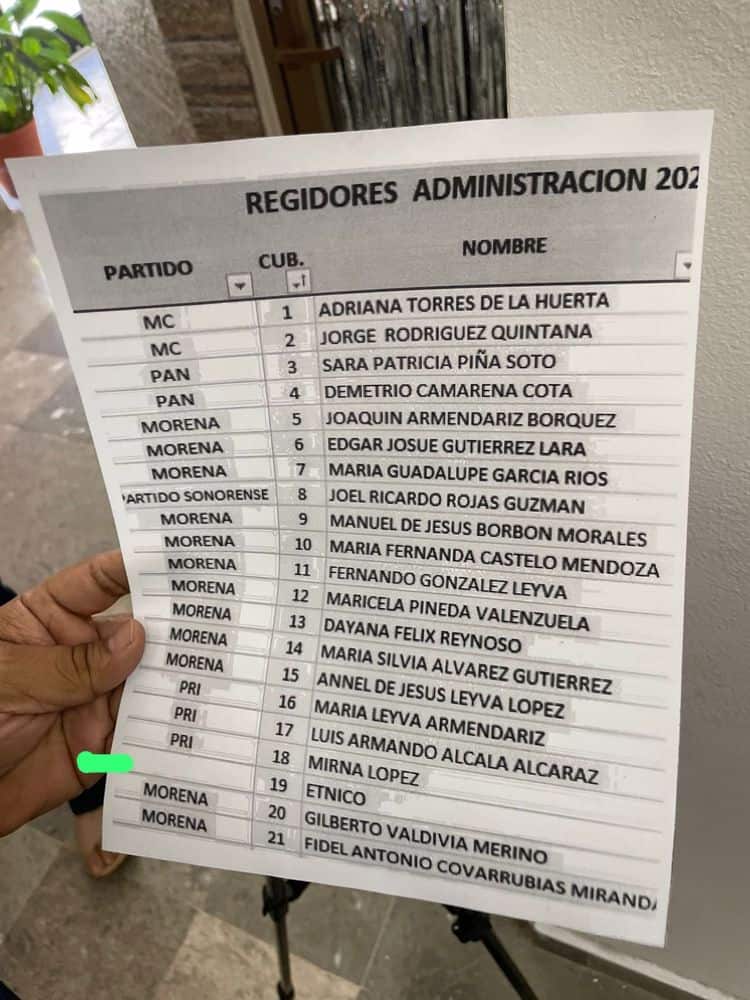 REGIDORES ADMINISTRACION 202
PARTIDO CUB. NOMBRE
MC 1 ADRIANA TORRES DE LA HUERTA
MC 2 JORGE RODRIGUEZ QUINTANA
PAN 3 SARA PATRICIA PIÑA SOTO
PAN 4 DEMETRIO CAMARENA COTA
MORENA 5 JOAQUIN ARMENDARIZ BORQUEZ
MORENA 6 EDGAR JOSUE GUTIERREZ LARA
MORENA 7 MARIA GUADALUPE GARCIA RIOS
PARTIDO SONORENSE 8 JOEL RICARDO ROJAS GUZMAN
MORENA 9 MANUEL DE JESUS BORBON MORALES
MORENA 10 MARIA FERNANDA CASTELO MENDOZA
MORENA 11 FERNANDO GONZALEZ LEYVA
MORENA 12 MARICELA PINEDA VALENZUELA
MORENA 13 DAYANA FELIX REYNOSO
MORENA 14 MARIA SILVIA ALVAREZ GUTIERREZ
MORENA 15 ANNEL DE JESUS LEYVA LOPEZ
PRI 16 MARIA LEYVA ARMENDARIZ
PRI 17 LUIS ARMANDO ALCALA ALCARAZ
PRI 18 MIRNA LOPEZ
19 ETNICO
MORENA 20 GILBERTO VALDIVIA MERINO
MORENA 21 FIDEL ANTONIO COVARRUBIAS MIRANDA